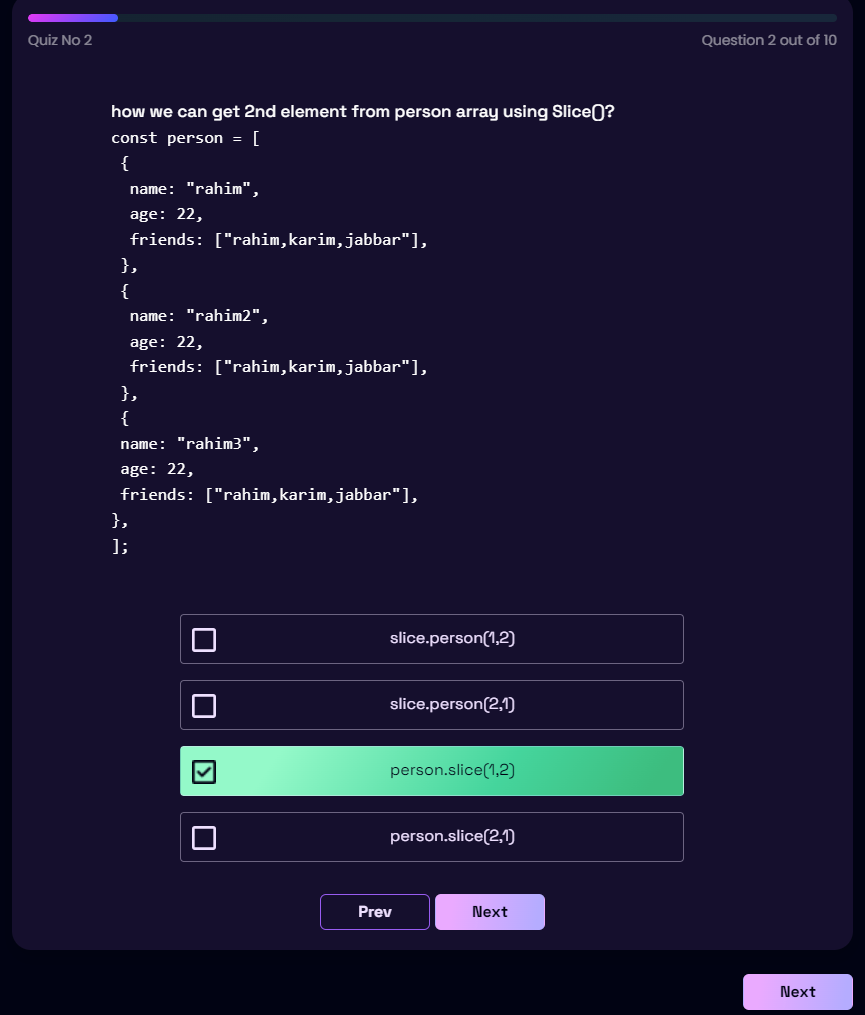 Quiz No 2
Question 2 out of 10
how we can get 2nd element from person array using Slice()?
const person = [
{
name: "rahim",
age: 22,
friends: ["rahim,karim,jabbar"],
},
{
name: "rahim2",
age: 22,
friends: ["rahim,karim,jabbar"],
},
{
name: "rahim3",
age: 22,
friends: ["rahim,karim,jabbar"],
},
];
slice.person(1,2)
slice.person(2,1)
person.slice(1,2)
person.slice(2,1)
Prev
Next
Next